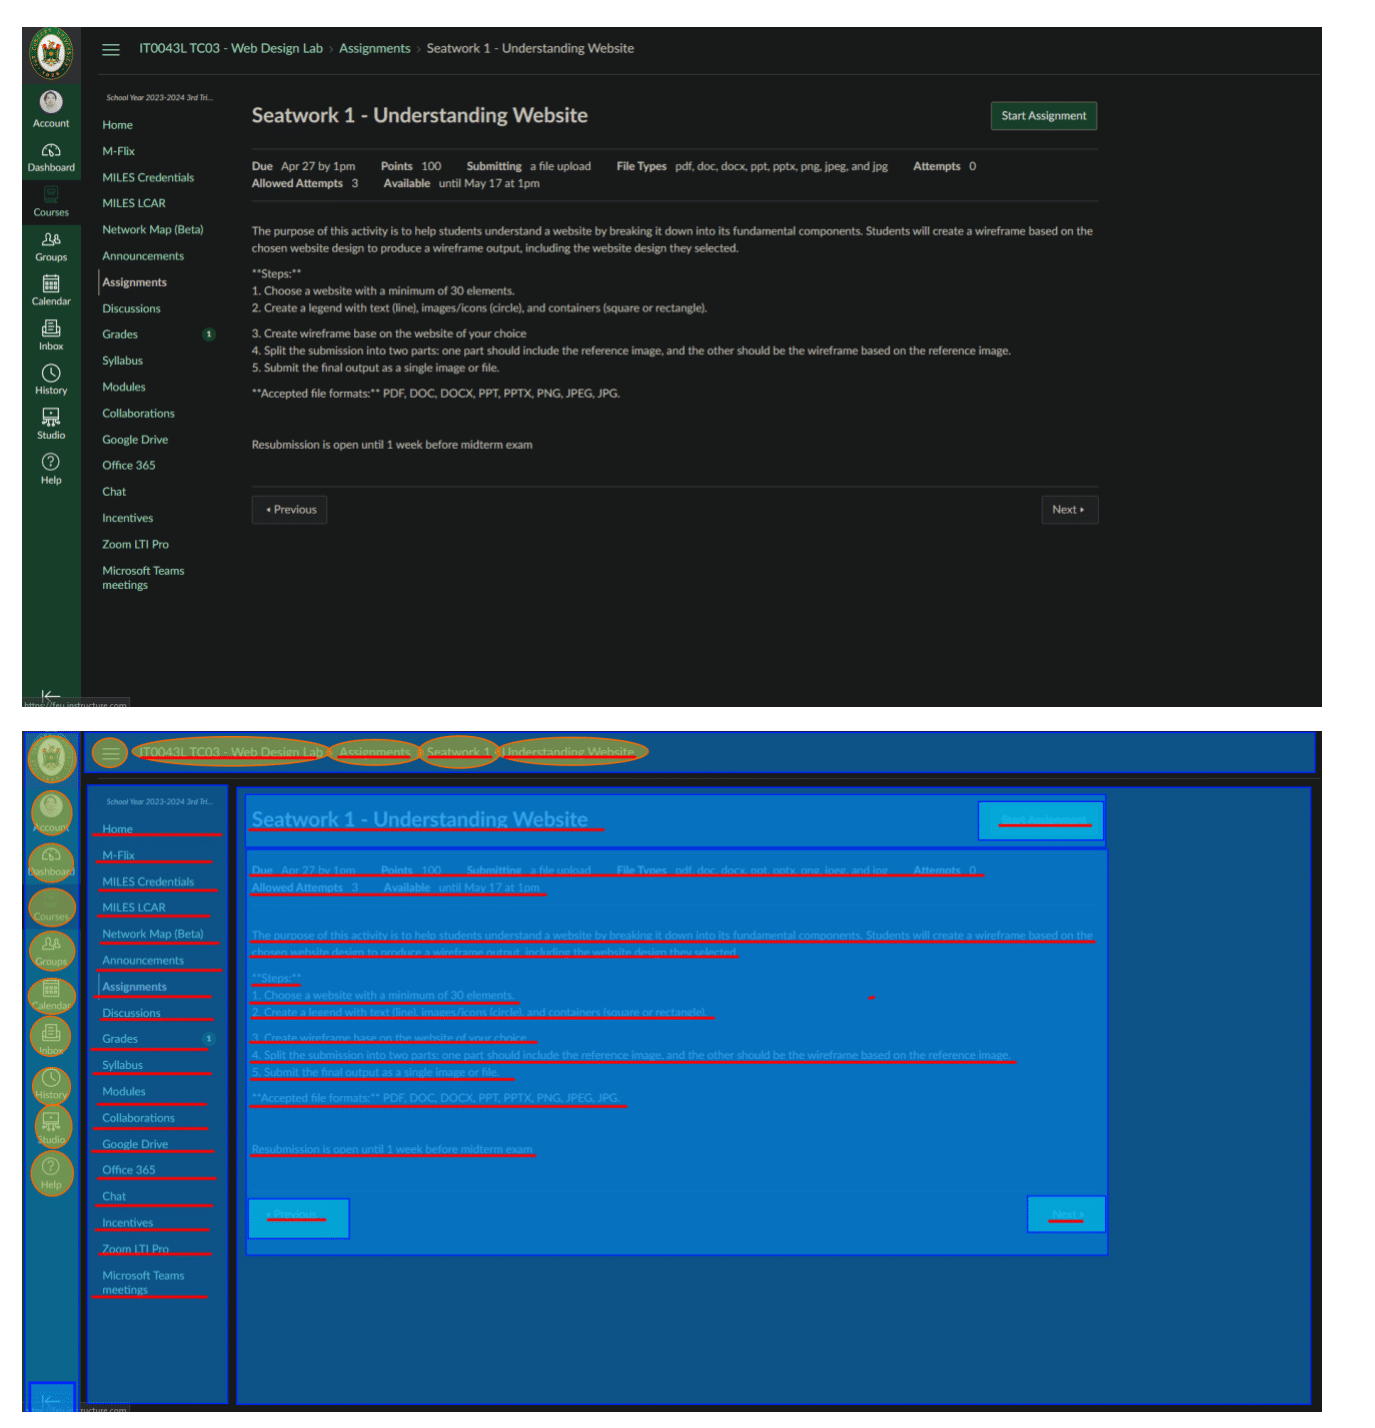 IT0043L TC03 - Web Design Lab › Assignments › Seatwork 1 - Understanding Website
Account
Dashboard
Courses
Groups
Calendar
Inbox
History
Studio
Help
School Year 2023-2024 3rd Tri...
Home
M-Flix
MILES Credentials
MILES LCAR
Network Map (Beta)
Announcements
Assignments
Discussions
Grades 1
Syllabus
Modules
Collaborations
Google Drive
Office 365
Chat
Incentives
Zoom LTI Pro
Microsoft Teams
meetings
https://feu.instructure.com
Seatwork 1 - Understanding Website
Start Assignment
Due Apr 27 by 1pm Points 100 Submitting a file upload File Types pdf, doc, docx, ppt, pptx, png, jpeg, and jpg Attempts 0
Allowed Attempts 3 Available until May 17 at 1pm
The purpose of this activity is to help students understand a website by breaking it down into its fundamental components. Students will create a wireframe based on the
chosen website design to produce a wireframe output, including the website design they selected.
**Steps:**
1. Choose a website with a minimum of 30 elements.
2. Create a legend with text (line), images/icons (circle), and containers (square or rectangle).
3. Create wireframe base on the website of your choice
4. Split the submission into two parts: one part should include the reference image, and the other should be the wireframe based on the reference image.
5. Submit the final output as a single image or file.
**Accepted file formats:** PDF, DOC, DOCX, PPT, PPTX, PNG, JPEG, JPG.
Resubmission is open until 1 week before midterm exam
◂ Previous
Next ▸
IT0043L TC03 - Web Design Lab › Assignments › Seatwork 1 - Understanding Website
Account
Dashboard
Courses
Groups
Calendar
Inbox
History
Studio
Help
School Year 2023-2024 3rd Tri...
Home
M-Flix
MILES Credentials
MILES LCAR
Network Map (Beta)
Announcements
Assignments
Discussions
Grades 1
Syllabus
Modules
Collaborations
Google Drive
Office 365
Chat
Incentives
Zoom LTI Pro
Microsoft Teams
meetings
Seatwork 1 - Understanding Website
Start Assignment
Due Apr 27 by 1pm Points 100 Submitting a file upload File Types pdf, doc, docx, ppt, pptx, png, jpeg, and jpg Attempts 0
Allowed Attempts 3 Available until May 17 at 1pm
The purpose of this activity is to help students understand a website by breaking it down into its fundamental components. Students will create a wireframe based on the
chosen website design to produce a wireframe output, including the website design they selected.
**Steps:**
1. Choose a website with a minimum of 30 elements.
2. Create a legend with text (line), images/icons (circle), and containers (square or rectangle).
3. Create wireframe base on the website of your choice
4. Split the submission into two parts: one part should include the reference image, and the other should be the wireframe based on the reference image.
5. Submit the final output as a single image or file.
**Accepted file formats:** PDF, DOC, DOCX, PPT, PPTX, PNG, JPEG, JPG.
Resubmission is open until 1 week before midterm exam
◂ Previous
Next ▸